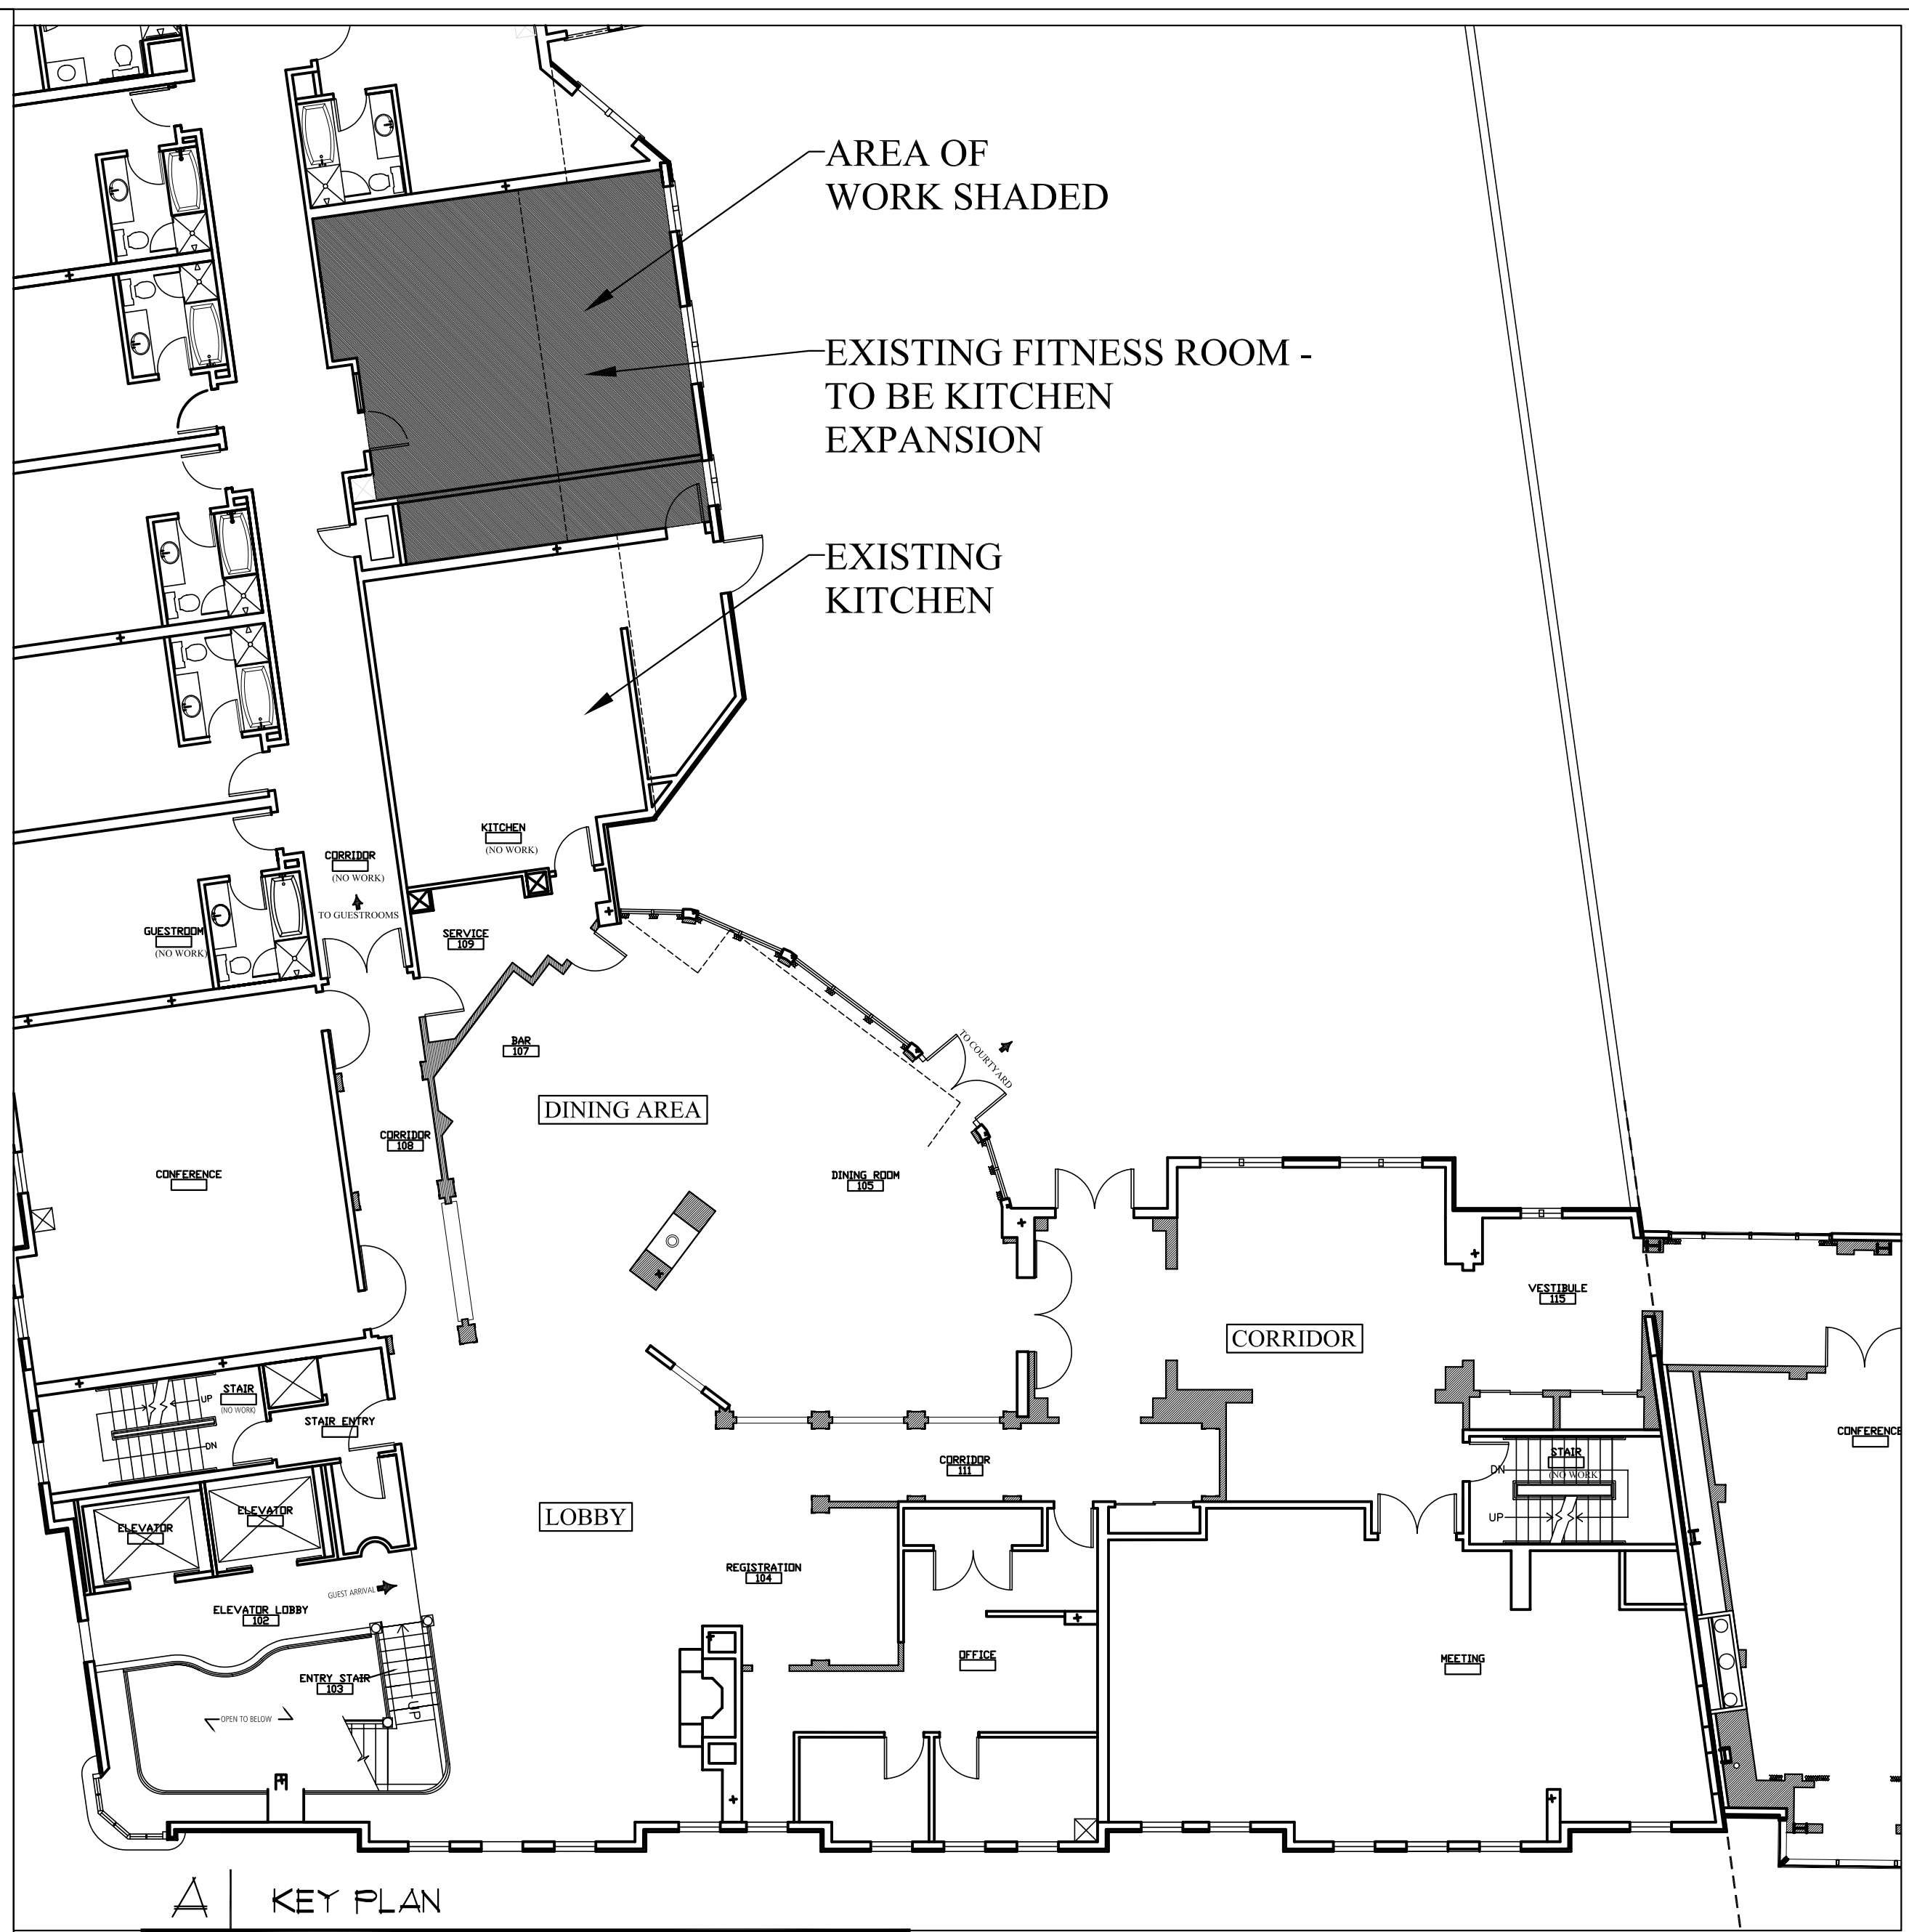 AREA OF
WORK SHADED
EXISTING FITNESS ROOM -
TO BE KITCHEN
EXPANSION
EXISTING
KITCHEN
KITCHEN
(NO WORK)
CORRIDOR
(NO WORK)
TO GUESTROOMS
GUESTROOM
(NO WORK)
SERVICE
109
BAR
107
TO COURTYARD
DINING AREA
CORRIDOR
108
CONFERENCE
DINING ROOM
105
VESTIBULE
115
CORRIDOR
STAIR
(NO WORK)
UP
DN
STAIR ENTRY
CONFERENCE
CORRIDOR
111
STAIR
(NO WORK
DN
UP
ELEVATOR
ELEVATOR
LOBBY
REGISTRATION
104
GUEST ARRIVAL
ELEVATOR LOBBY
102
OFFICE
MEETING
ENTRY STAIR
103
UP
OPEN TO BELOW
A
KEY PLAN